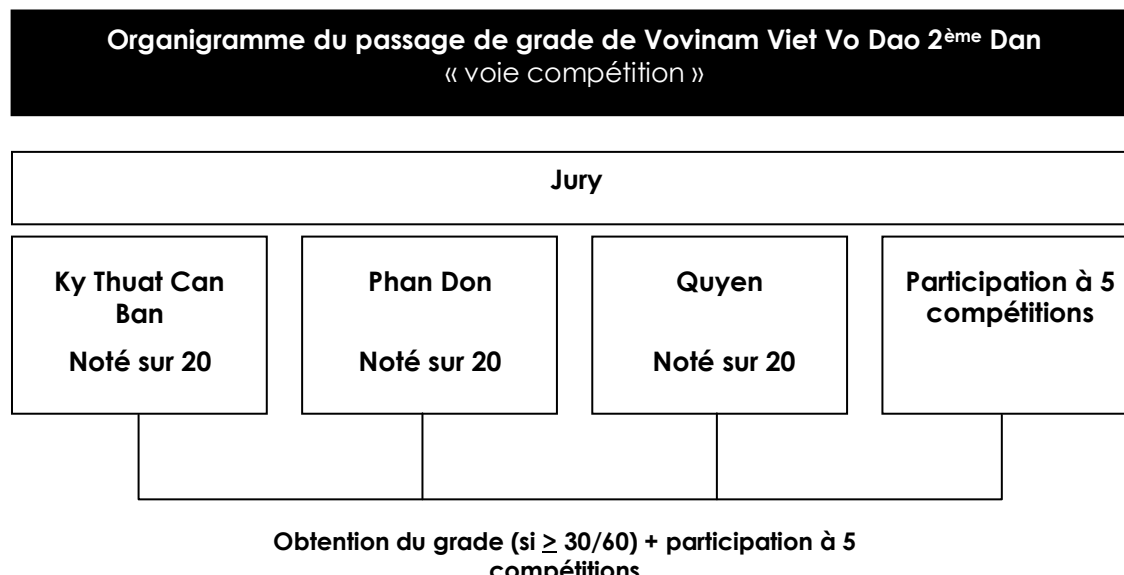 Organigramme du passage de grade de Vovinam Viet Vo Dao 2ème Dan
« voie compétition »
Jury
Ky Thuat Can
Ban
Noté sur 20
Phan Don
Noté sur 20
Quyen
Noté sur 20
Participation à 5
compétitions
Obtention du grade (si ≥ 30/60) + participation à 5
compétitions